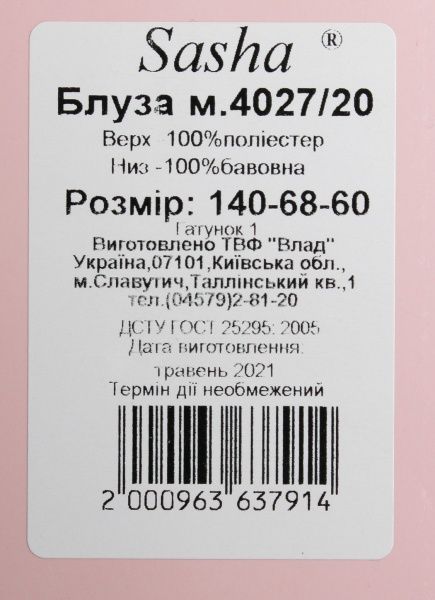 Sasha ®
Блуза м.4027/20
Верх -100%поліестер
Низ -100%бавовна
Розмір: 140-68-60
Гатунок 1
Виготовлено ТВФ "Влад"
Україна,07101,Київська обл.,
м.Славутич,Таллінський кв.,1
тел.(04579)2-81-20
ДСТУ ГОСТ 25295: 2005
Дата виготовлення:
травень 2021
Термін дії необмежений
2 000963 637914